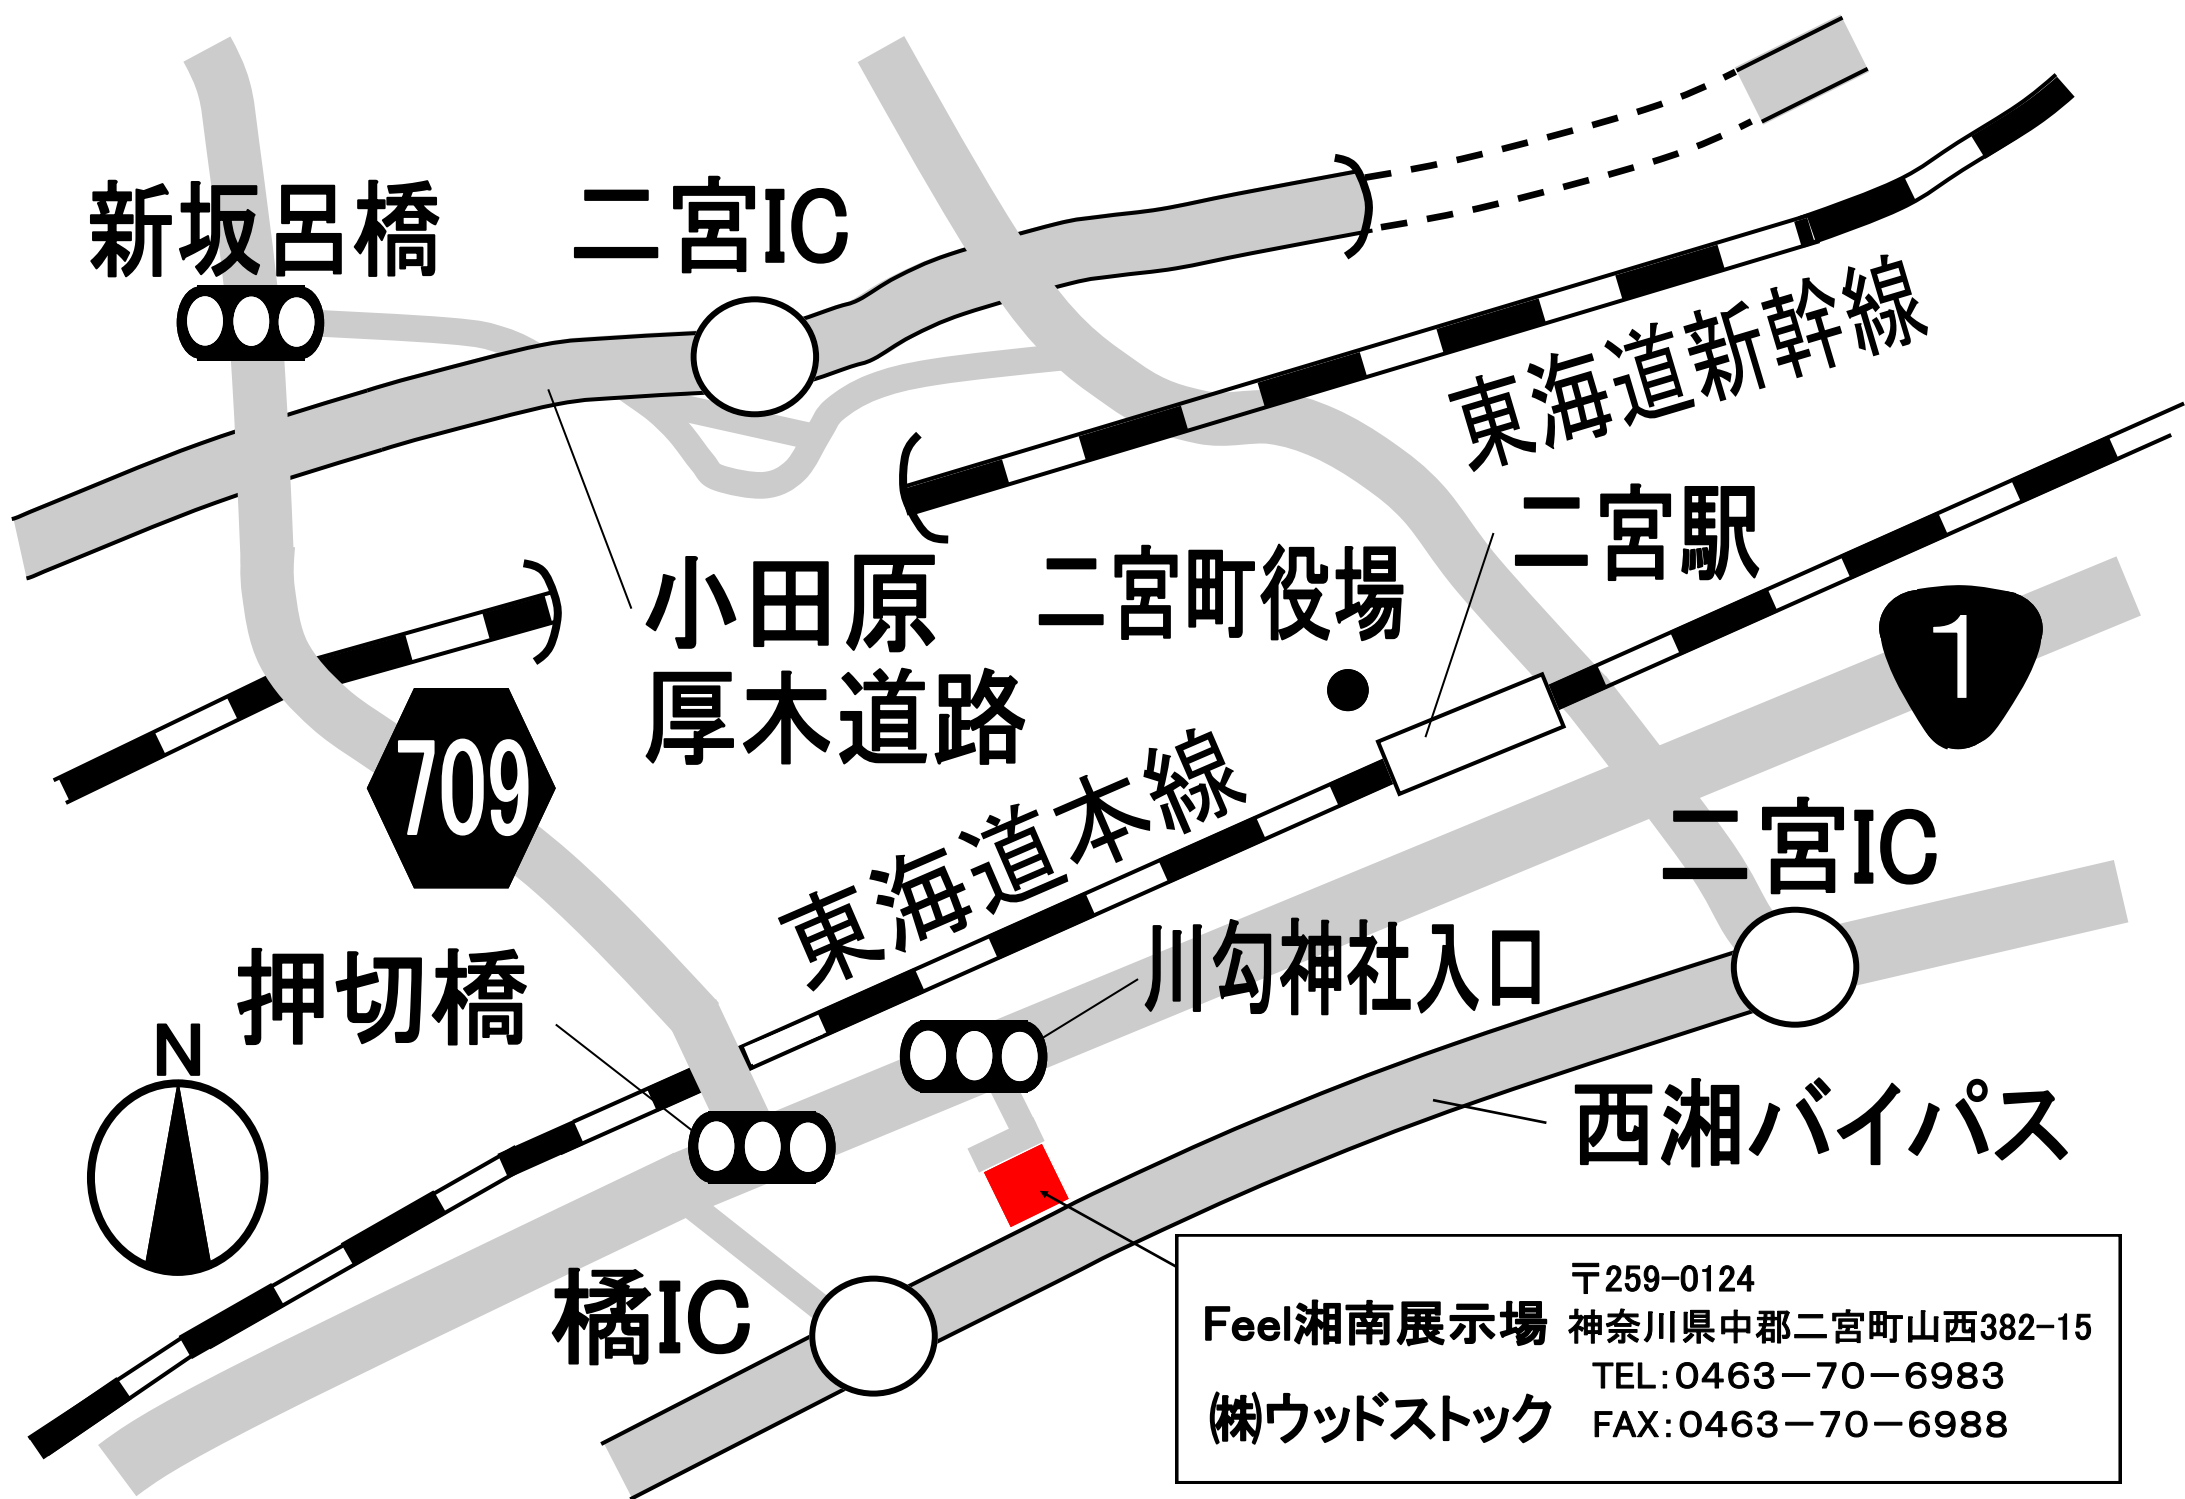 新坂呂橋
二宮IC
東海道新幹線
小田原
厚木道路
二宮町役場
二宮駅
1
709
東海道本線
二宮IC
川勾神社入口
押切橋
N
西湘バイパス
橘IC
〒259-0124
Feel湘南展示場 神奈川県中郡二宮町山西382-15
TEL:0463－70－6983
㈱ウッドストック FAX:0463－70－6988